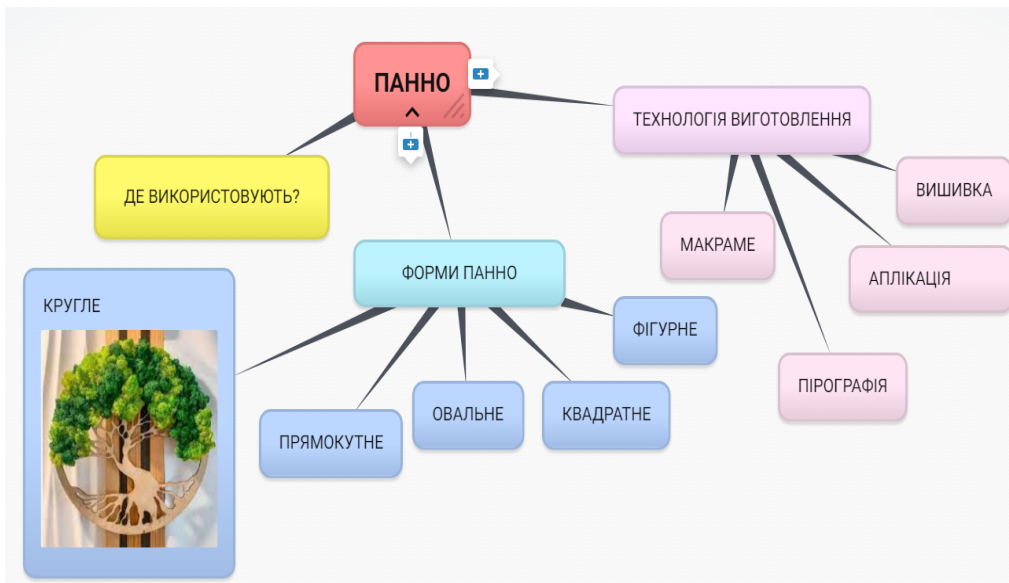 ПАННО
ТЕХНОЛОГІЯ ВИГОТОВЛЕННЯ
ДЕ ВИКОРИСТОВУЮТЬ?
ВИШИВКА
МАКРАМЕ
АПЛІКАЦІЯ
ФОРМИ ПАННО
КРУГЛЕ
ФІГУРНЕ
ПІРОГРАФІЯ
ОВАЛЬНЕ
КВАДРАТНЕ
ПРЯМОКУТНЕ